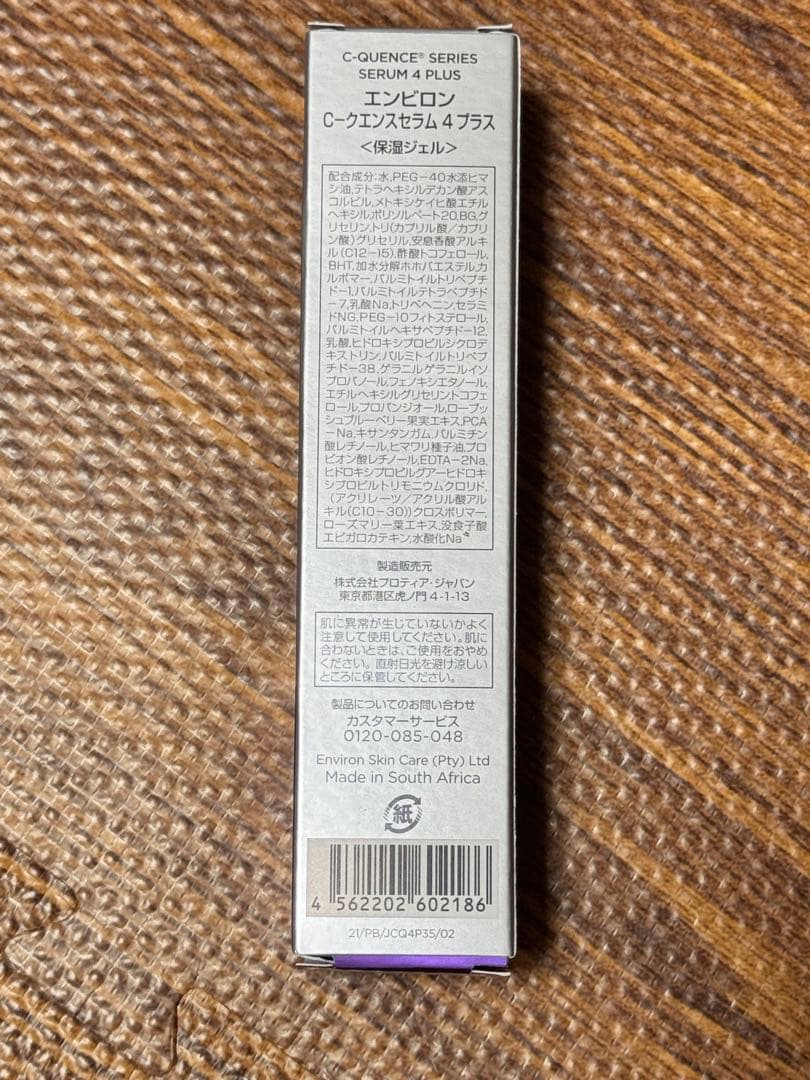 C-QUENCE® SERIES
SERUM 4 PLUS
エンビロン
C-クエンスセラム 4 プラス
<保湿ジェル>
配合成分:水,PEG-40水添ヒマ
シ油,テトラヘキシルデカン酸アス
コルビル,メトキシケイヒ酸エチル
ヘキシル,ポリソルベート20,BG,グ
リセリン,トリ(カプリル酸/カプリ
ン酸)グリセリル,安息香酸アルキ
ル(C12-15),酢酸トコフェロール,
BHT,加水分解ホホバエステル,カ
ルボマー,パルミトイルトリペプチ
ド-1,パルミトイルテトラペプチド
-7,乳酸Na,トリベヘニンセラミ
ドNG,PEG-10フィトステロール,
パルミトイルヘキサペプチド-12,
乳酸,ヒドロキシプロピルシクロデ
キストリン,パルミトイルトリペプ
チド-38,ゲラニルゲラニルイソ
プロパノール,フェノキシエタノール,
エチルヘキシルグリセリントコフェ
ロール,プロパンジオール,ローブッ
シュブルーベリー果実エキス,PCA
-Na,キサンタンガム,パルミチン
酸レチノール,ヒマワリ種子油,プロ
ピオン酸レチノール,EDTA-2Na,
ヒドロキシプロピルグアーヒドロキ
シプロピルトリモニウムクロリド,
(アクリレーツ/アクリル酸アル
キル(C10-30))クロスポリマー,
ローズマリー葉エキス,没食子酸
エピガロカテキン,水酸化Na
製造販売元
株式会社プロティア・ジャパン
東京都港区虎ノ門 4-1-13
肌に異常が生じていないかよく
注意して使用してください。肌に
合わないときは、ご使用をおやめ
ください。直射日光を避け涼しい
ところに保管してください。
製品についてのお問い合わせ
カスタマーサービス
0120-085-048
Environ Skin Care (Pty) Ltd
Made in South Africa
紙
4 562202 602186
21/PB/JCQ4P35/02